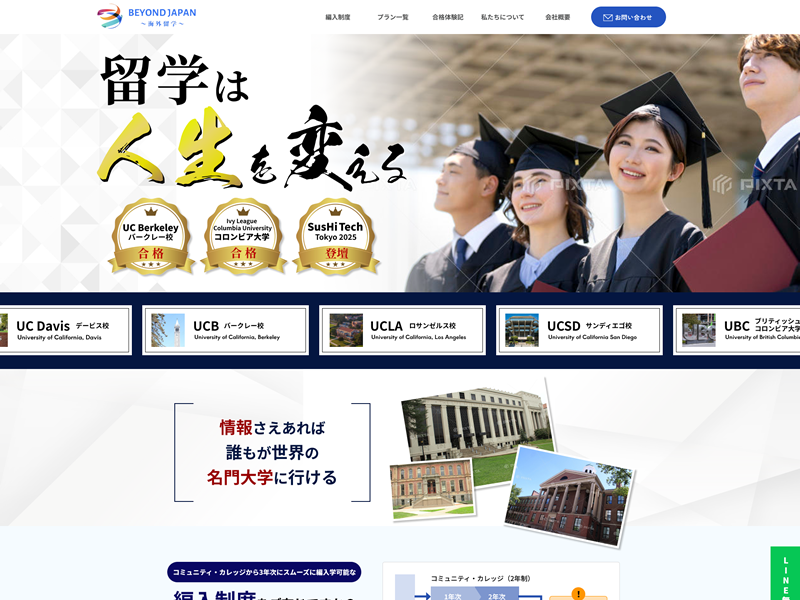 BEYOND JAPAN
～海外留学～
編入制度
プラン一覧
合格体験記
私たちについて
会社概要
お問い合わせ
留学は
人生を変える
PIXTA
PIXTA
UC Berkeley
バークレー校
合格
Ivy League
Columbia University
コロンビア大学
合格
SusHi Tech
Tokyo 2025
登壇
UC Davis デービス校
University of California, Davis
UCB バークレー校
University of California, Berkeley
UCLA ロサンゼルス校
University of California, Los Angeles
UCSD サンディエゴ校
University of California San Diego
UBC ブリティッシュ
コロンビア大学
University of British Columbia
情報さえあれば
誰もが世界の
名門大学に行ける
コミュニティ・カレッジから3年次にスムーズに編入学可能な
編入制度
コミュニティ・カレッジ（2年制）
1年次
2年次
LINE